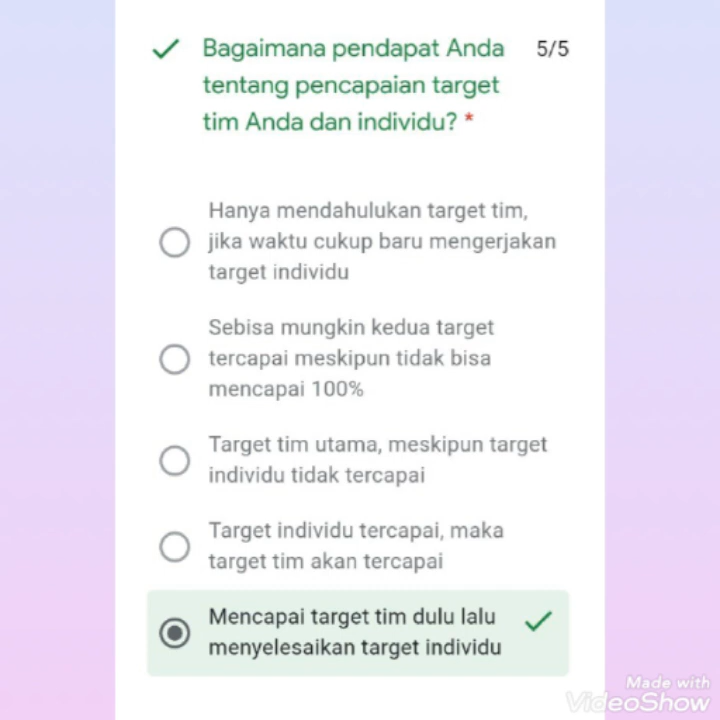 Bagaimana pendapat Anda 5/5
tentang pencapaian target
tim Anda dan individu? *
Hanya mendahulukan target tim,
jika waktu cukup baru mengerjakan
target individu
Sebisa mungkin kedua target
tercapai meskipun tidak bisa
mencapai 100%
Target tim utama, meskipun target
individu tidak tercapai
Target individu tercapai, maka
target tim akan tercapai
Mencapai target tim dulu lalu
menyelesaikan target individu
Made with
VideoShow